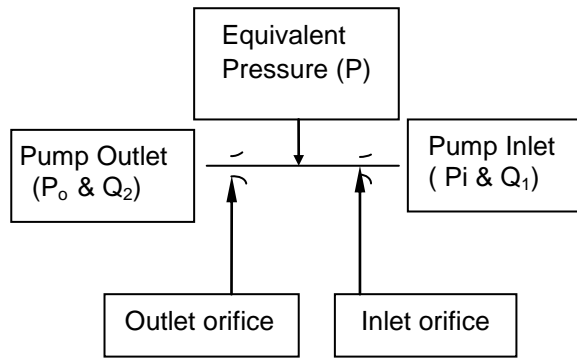 Equivalent
Pressure (P)
Pump Outlet
(Pₒ & Q₂)
Pump Inlet
( Pi & Q₁)
Outlet orifice
Inlet orifice